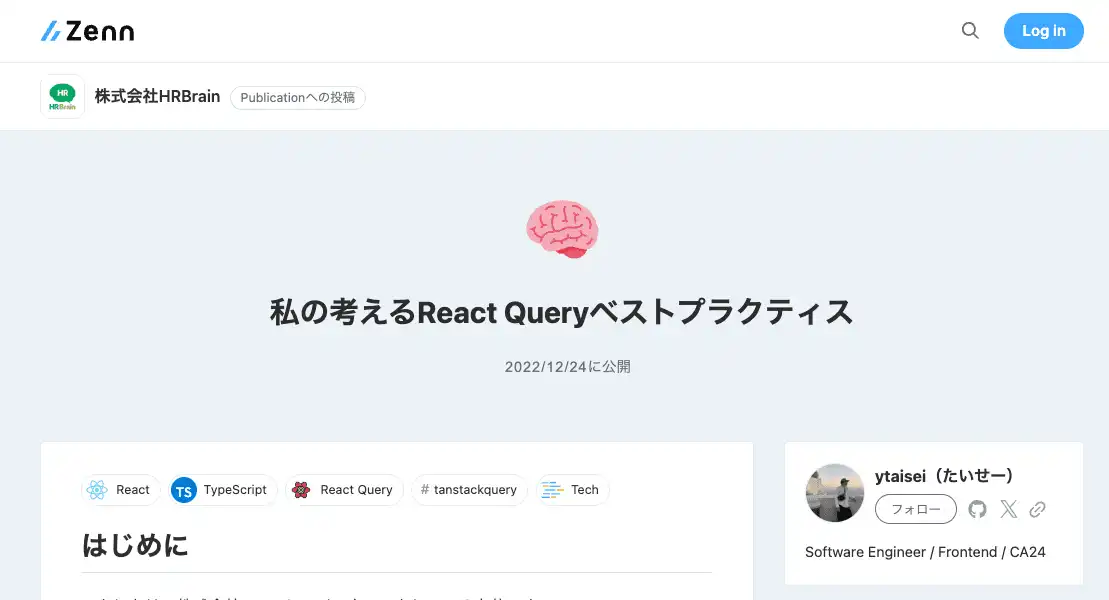 Zenn
Log in
HR
HRBrain
株式会社HRBrain
Publicationへの投稿
私の考えるReact Queryベストプラクティス
2022/12/24に公開
React
TS
TypeScript
React Query
# tanstackquery
Tech
はじめに
ytaisei（たいせー）
フォロー
Software Engineer / Frontend / CA24